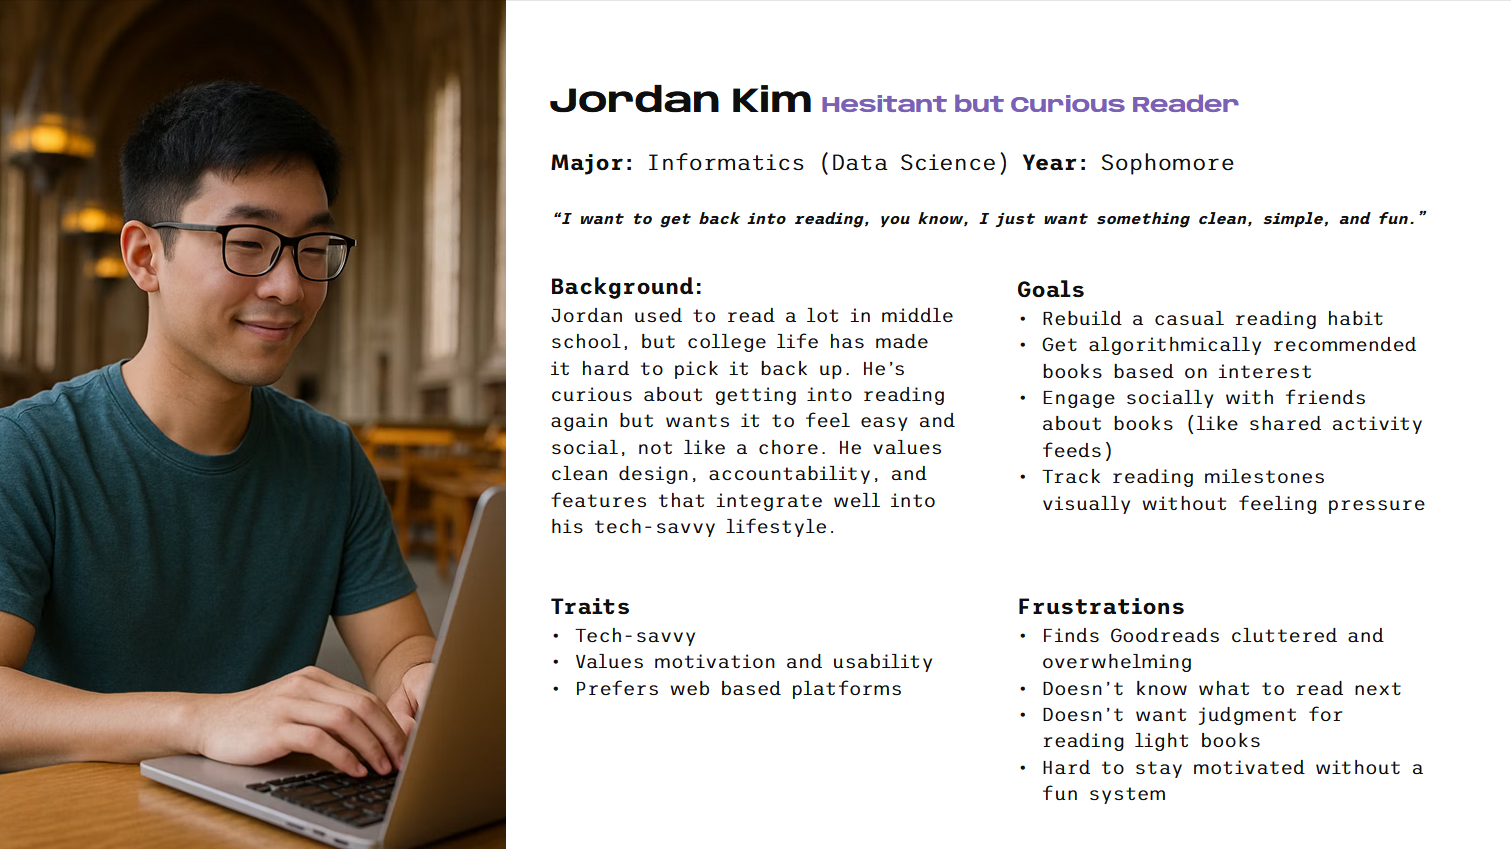 Jordan Kim Hesitant but Curious Reader
Major: Informatics (Data Science) Year: Sophomore
“I want to get back into reading, you know, I just want something clean, simple, and fun.”
Background:
Jordan used to read a lot in middle
school, but college life has made
it hard to pick it back up. He’s
curious about getting into reading
again but wants it to feel easy and
social, not like a chore. He values
clean design, accountability, and
features that integrate well into
his tech-savvy lifestyle.
Goals
• Rebuild a casual reading habit
• Get algorithmically recommended
books based on interest
• Engage socially with friends
about books (like shared activity
feeds)
• Track reading milestones
visually without feeling pressure
Traits
• Tech-savvy
• Values motivation and usability
• Prefers web based platforms
Frustrations
• Finds Goodreads cluttered and
overwhelming
• Doesn’t know what to read next
• Doesn’t want judgment for
reading light books
• Hard to stay motivated without a
fun system